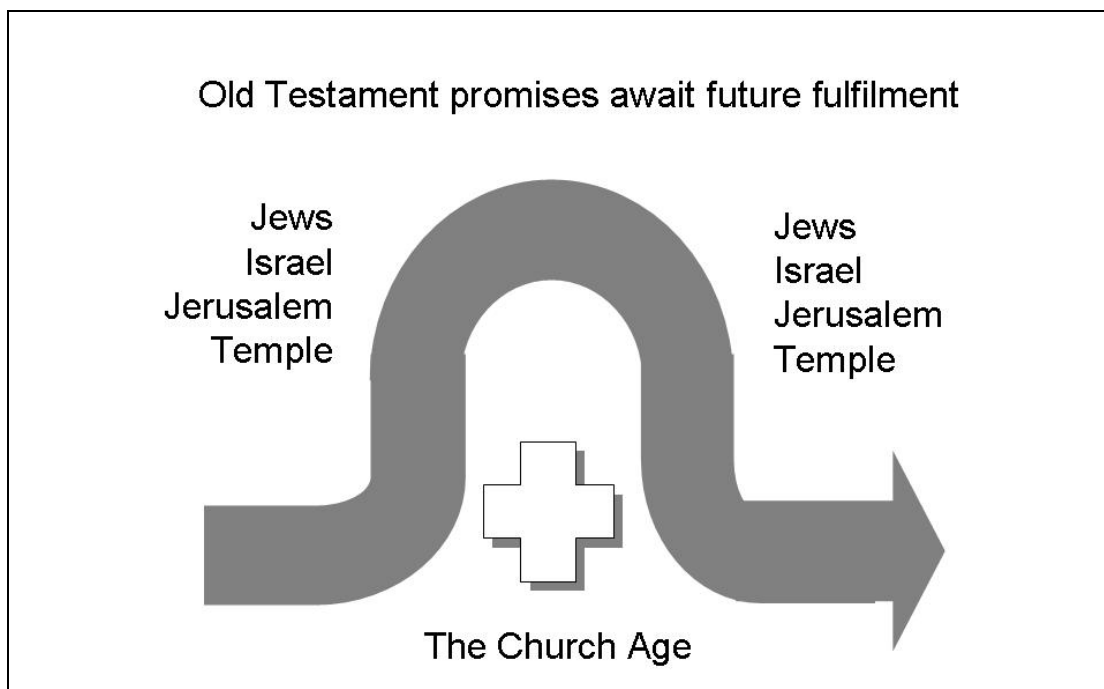 Old Testament promises await future fulfilment
Jews
Israel
Jerusalem
Temple
Jews
Israel
Jerusalem
Temple
The Church Age